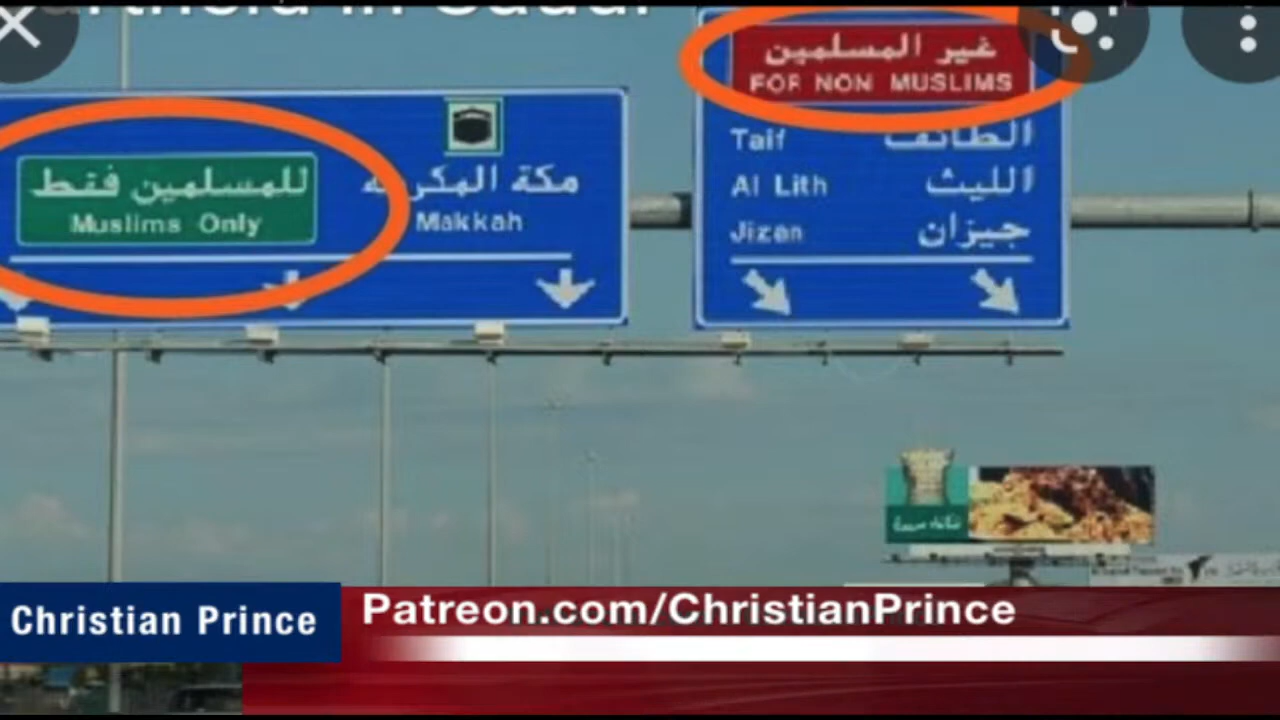 للمسلمين فقط
Muslims Only
مكة المكرمة
Makkah
غير المسلمين
FOR NON MUSLIMS
Taif الطائف
Al Lith الليث
Jizan جيزان
Christian Prince
Patreon.com/ChristianPrince